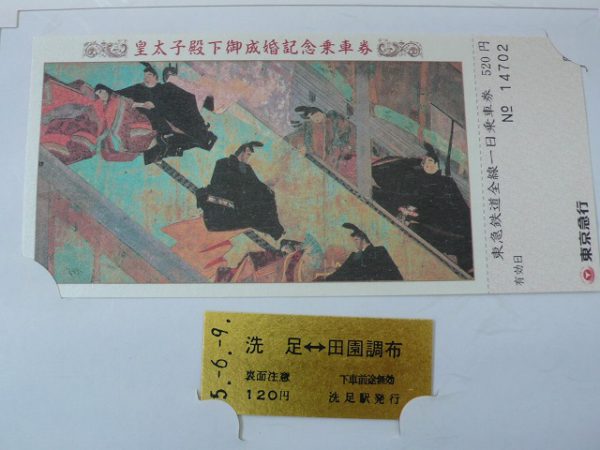 皇太子殿下御成婚記念乗車券
東急鉄道全線一日乗車券 520円
No 14702
有効日
東京急行
5.-6.-9.
洗足↔田園調布
裏面注意
下車前途無効
120円
洗足駅発行